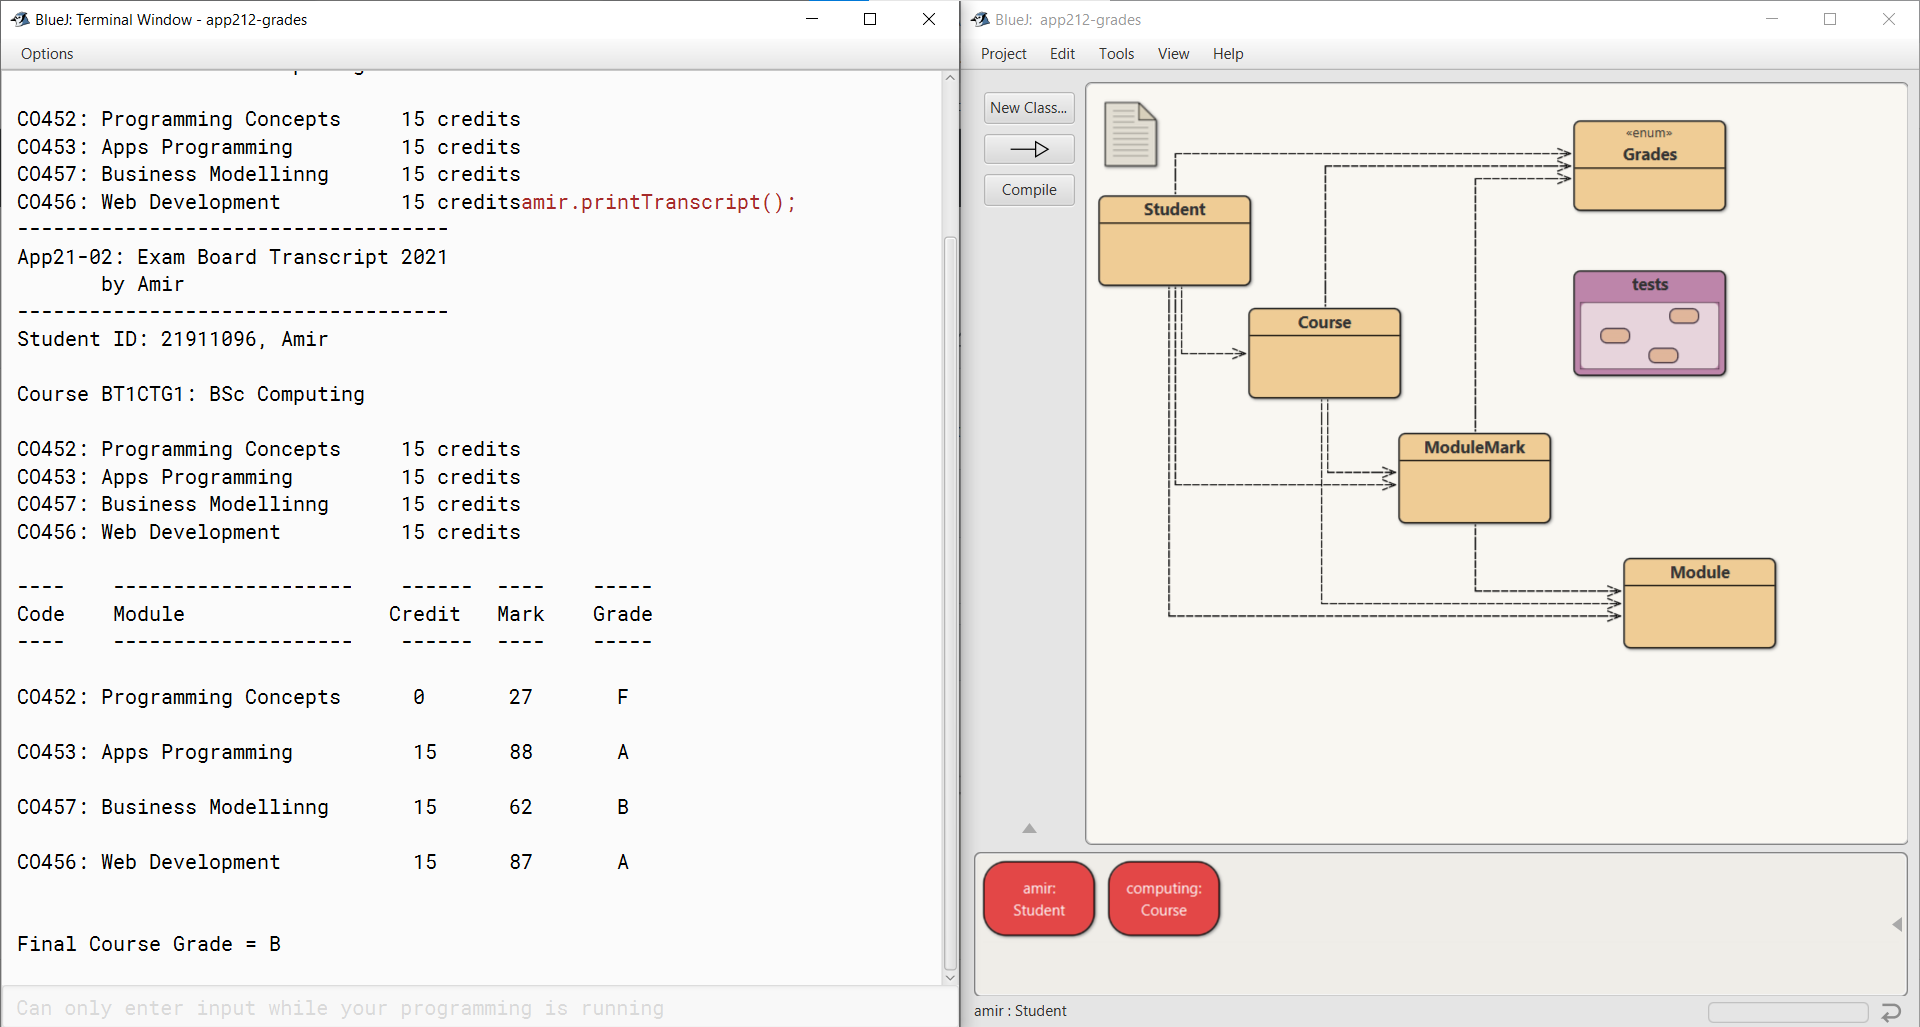 BlueJ: Terminal Window - app212-grades
Options
CO452: Programming Concepts 15 credits
CO453: Apps Programming 15 credits
CO457: Business Modellinng 15 credits
CO456: Web Development 15 creditsamir.printTranscript();
------------------------------------
App21-02: Exam Board Transcript 2021
by Amir
------------------------------------
Student ID: 21911096, Amir
Course BT1CTG1: BSc Computing
CO452: Programming Concepts 15 credits
CO453: Apps Programming 15 credits
CO457: Business Modellinng 15 credits
CO456: Web Development 15 credits
---- -------------------- ------ ---- -----
Code Module Credit Mark Grade
---- -------------------- ------ ---- -----
CO452: Programming Concepts 0 27 F
CO453: Apps Programming 15 88 A
CO457: Business Modellinng 15 62 B
CO456: Web Development 15 87 A
Final Course Grade = B
Can only enter input while your programming is running
BlueJ: app212-grades
Project Edit Tools View Help
New Class...
Compile
«enum»
Grades
Student
tests
Course
ModuleMark
Module
amir:
Student
computing:
Course
amir : Student